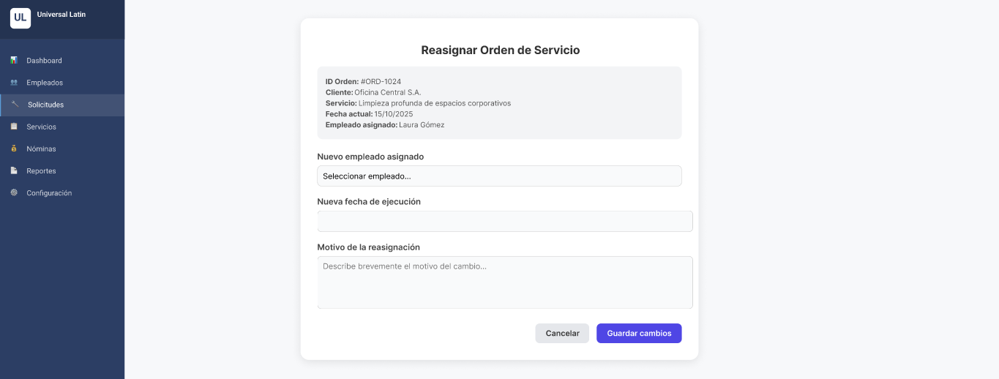 UL
Universal Latin
Dashboard
Empleados
Solicitudes
Servicios
Nóminas
Reportes
Configuración
Reasignar Orden de Servicio
ID Orden: #ORD-1024
Cliente: Oficina Central S.A.
Servicio: Limpieza profunda de espacios corporativos
Fecha actual: 15/10/2025
Empleado asignado: Laura Gómez
Nuevo empleado asignado
Seleccionar empleado...
Nueva fecha de ejecución
Motivo de la reasignación
Describe brevemente el motivo del cambio...
Cancelar
Guardar cambios